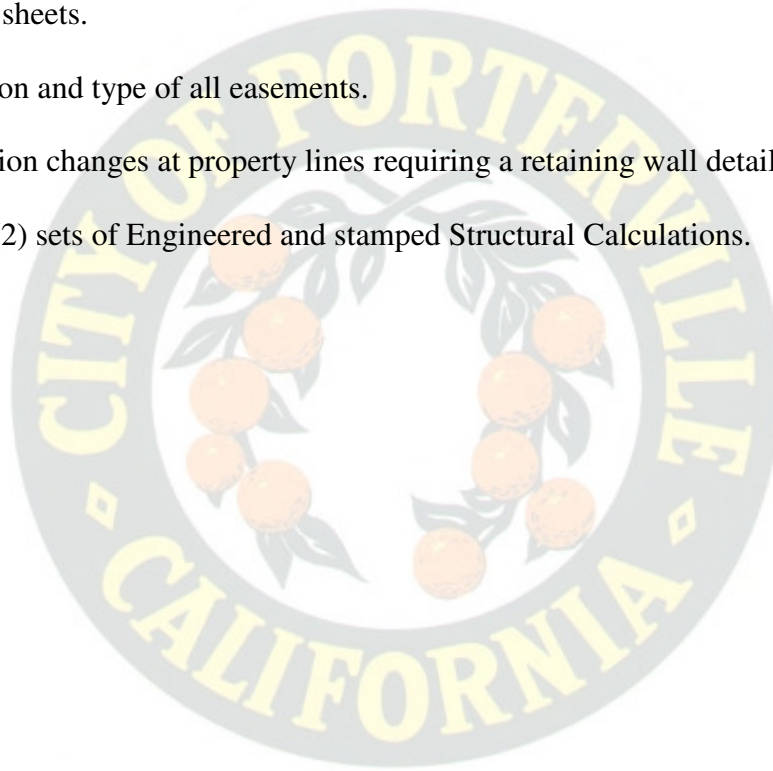 sheets.
on and type of all easements.
ion changes at property lines requiring a retaining wall detail
2) sets of Engineered and stamped Structural Calculations.
CITY OF PORTERVILLE
CALIFORNIA